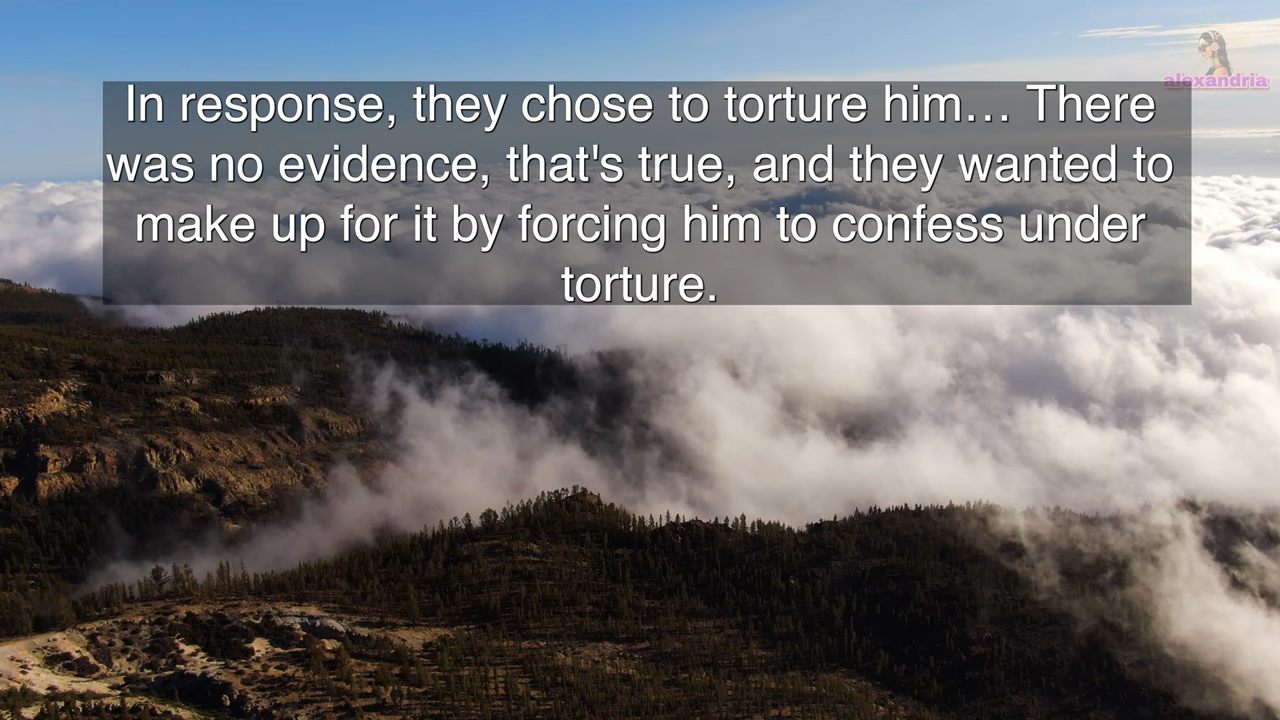 alexandria
In response, they chose to torture him… There
was no evidence, that's true, and they wanted to
make up for it by forcing him to confess under
torture.